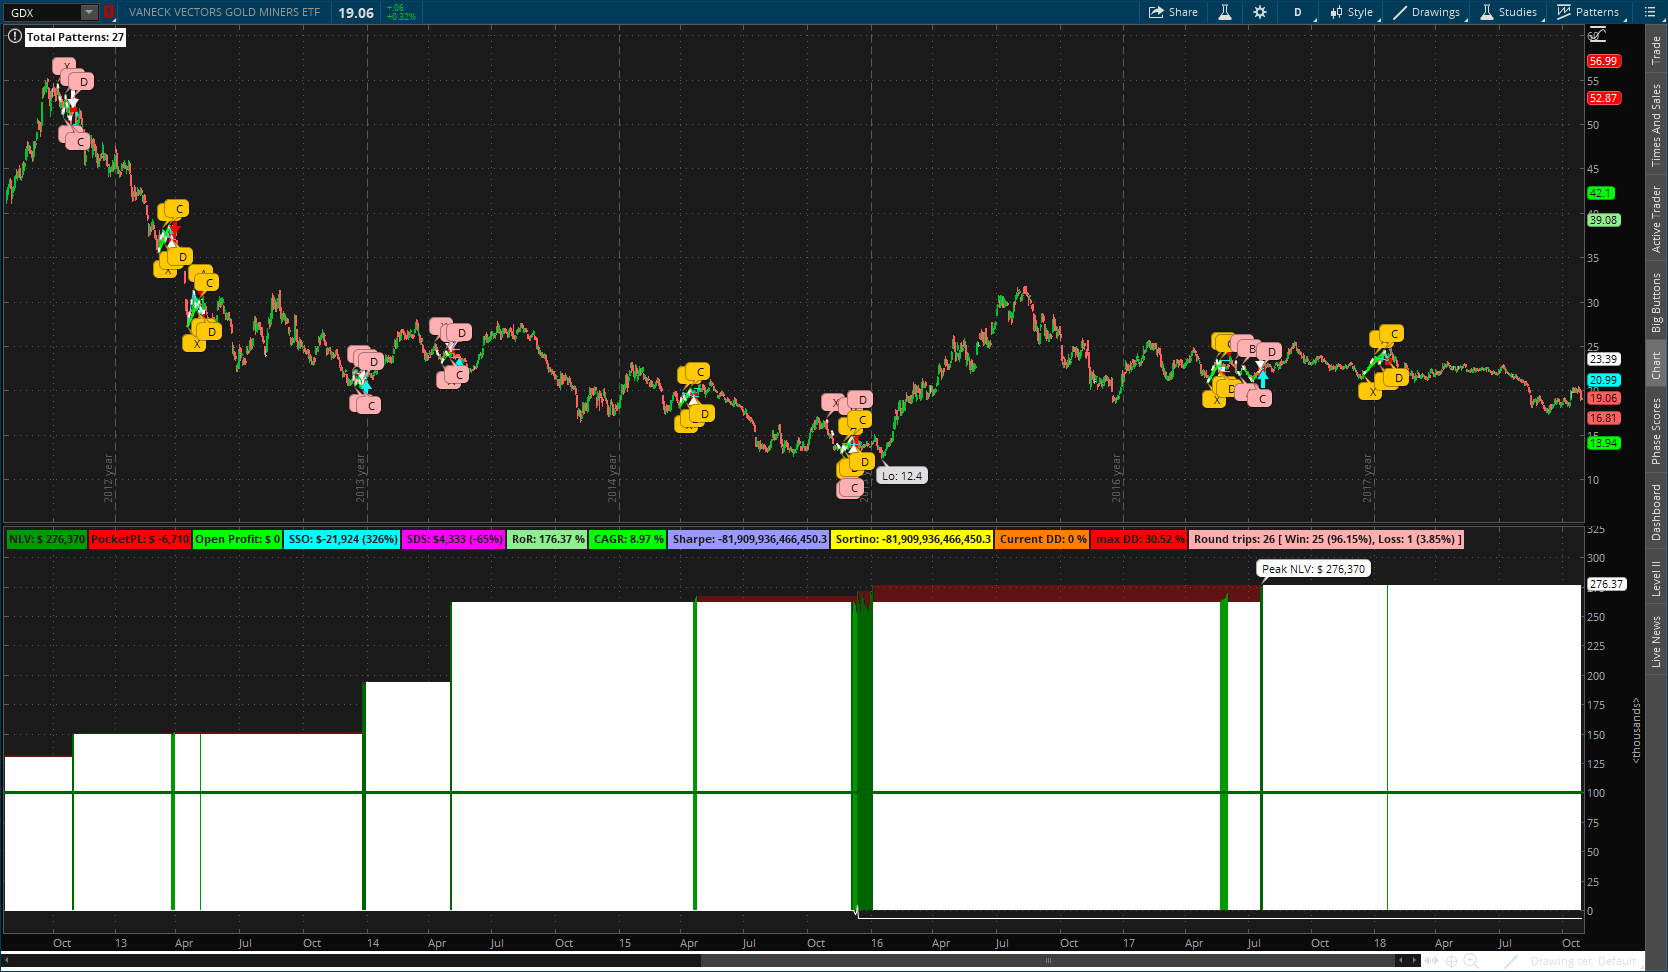 GDX
VANECK VECTORS GOLD MINERS ETF
19.06
+.06
+0.32%
Share
D
Style
Drawings
Studies
Patterns
Total Patterns: 27
X
D
C
C
D
X
C
D
X
D
C
D
C
C
D
X
D
C
C
D
C
Lo: 12.4
C
D
X
B
D
C
C
D
X
2012 year
2013 year
2014 year
2016 year
2017 year
60
56.99
55
52.87
50
45
42.1
39.08
35
30
25
23.39
20.99
19.06
16.81
15
13.94
10
NLV: $ 276,370
PocketPL: $ -6,710
Open Profit: $ 0
SSO: $-21,924 (326%)
SDS: $4,333 (-65%)
RoR: 176.37 %
CAGR: 8.97 %
Sharpe: -81,909,936,466,450.3
Sortino: -81,909,936,466,450.3
Current DD: 0 %
max DD: 30.52 %
Round trips: 26 [ Win: 25 (96.15%), Loss: 1 (3.85%) ]
Peak NLV: $ 276,370
325
300
276.37
250
225
200
175
150
125
100
75
50
25
0
<thousands>
Oct
13
Apr
Jul
Oct
14
Apr
Jul
Oct
15
Apr
Jul
Oct
16
Apr
Jul
Oct
17
Apr
Jul
Oct
18
Apr
Jul
Oct
Drawing set: Default
Trade
Times And Sales
Active Trader
Big Buttons
Chart
Phase Scores
Dashboard
Level II
Live News